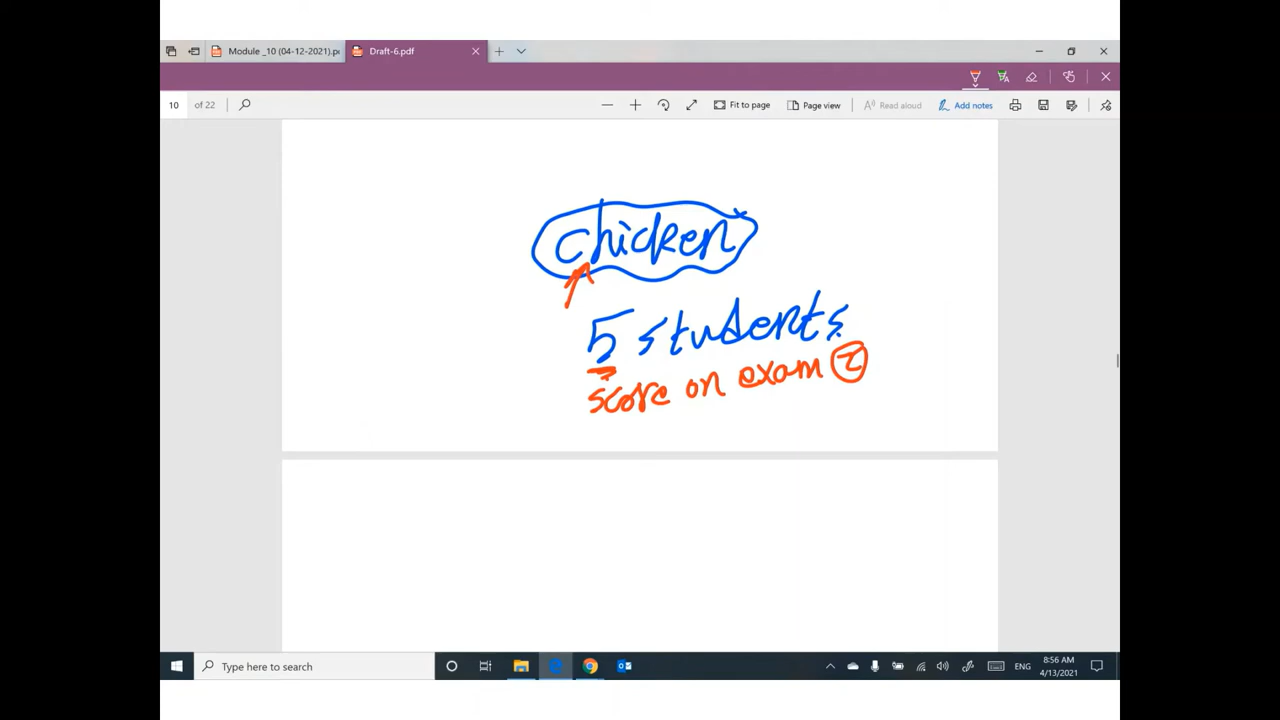 Module _10 (04-12-2021).p
Draft-6.pdf
10 of 22
Fit to page
Page view
Read aloud
Add notes
chicken
5 students
score on exam 2
Type here to search
ENG
8:56 AM
4/13/2021